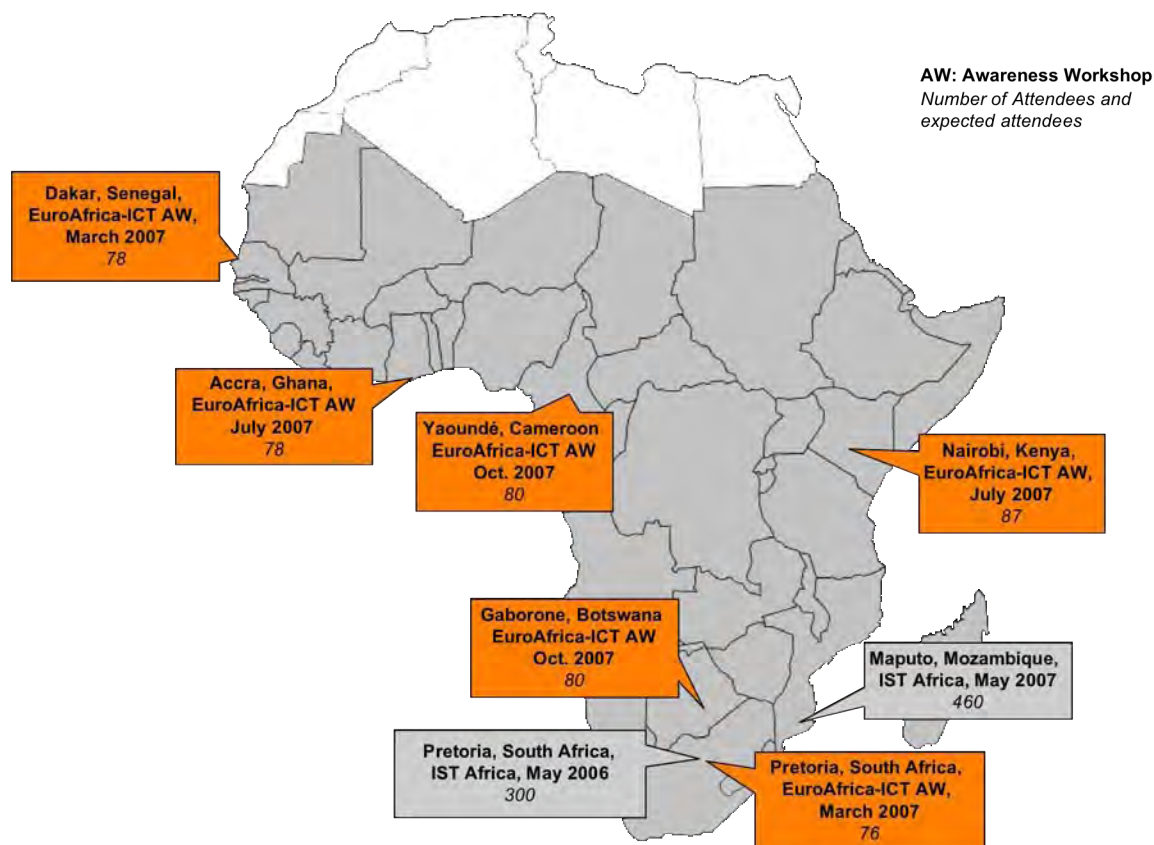 AW: Awareness Workshop
Number of Attendees and
expected attendees
Dakar, Senegal,
EuroAfrica-ICT AW,
March 2007
78
Accra, Ghana,
EuroAfrica-ICT AW
July 2007
78
Yaoundé, Cameroon
EuroAfrica-ICT AW
Oct. 2007
80
Nairobi, Kenya,
EuroAfrica-ICT AW,
July 2007
87
Gaborone, Botswana
EuroAfrica-ICT AW
Oct. 2007
80
Maputo, Mozambique,
IST Africa, May 2007
460
Pretoria, South Africa,
IST Africa, May 2006
300
Pretoria, South Africa,
EuroAfrica-ICT AW,
March 2007
76